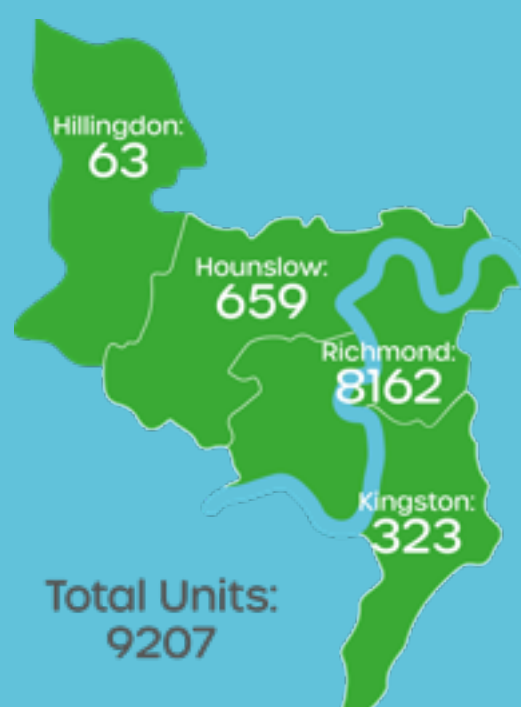 Hillingdon:
63
Hounslow:
659
Richmond:
8162
Kingston:
323
Total Units:
9207